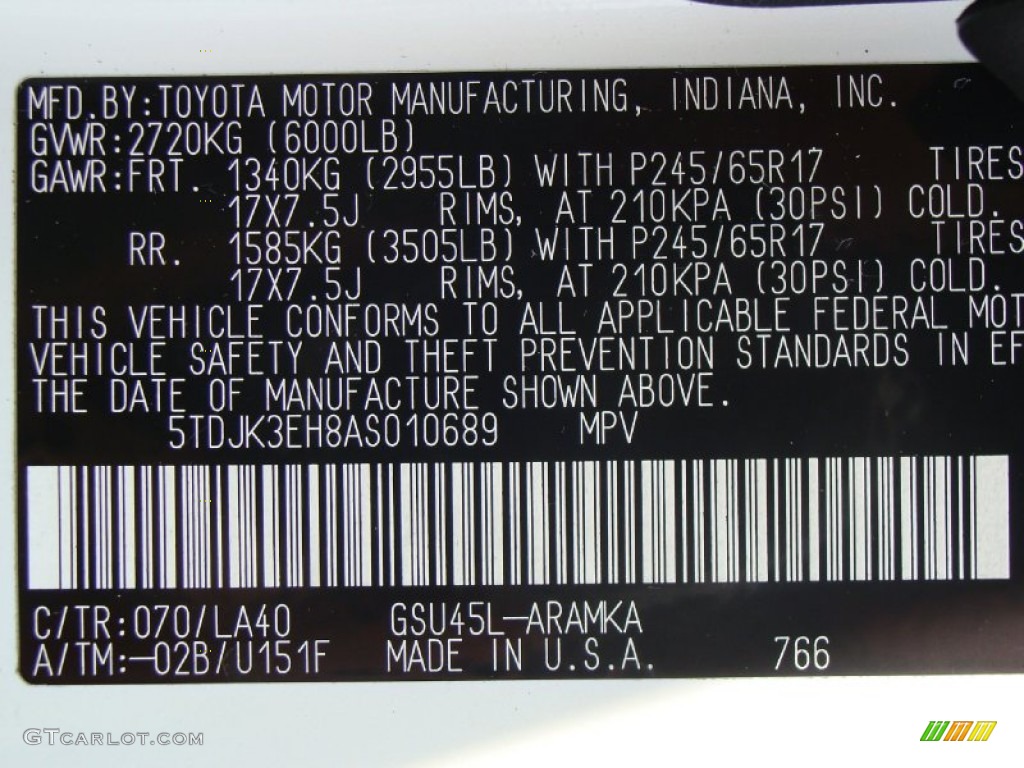 MFD.BY:TOYOTA MOTOR MANUFACTURING, INDIANA, INC.
GVWR:2720KG (6000LB)
GAWR:FRT. 1340KG (2955LB) WITH P245/65R17 TIRES
17X7.5J RIMS, AT 210KPA (30PSI) COLD.
RR. 1585KG (3505LB) WITH P245/65R17 TIRES
17X7.5J RIMS, AT 210KPA (30PSI) COLD.
THIS VEHICLE CONFORMS TO ALL APPLICABLE FEDERAL MOT
VEHICLE SAFETY AND THEFT PREVENTION STANDARDS IN EF
THE DATE OF MANUFACTURE SHOWN ABOVE.
5TDJK3EH8AS010689 MPV
C/TR:070/LA40 GSU45L-ARAMKA
A/TM:-02B/U151F MADE IN U.S.A. 766
GTCARLOT.COM